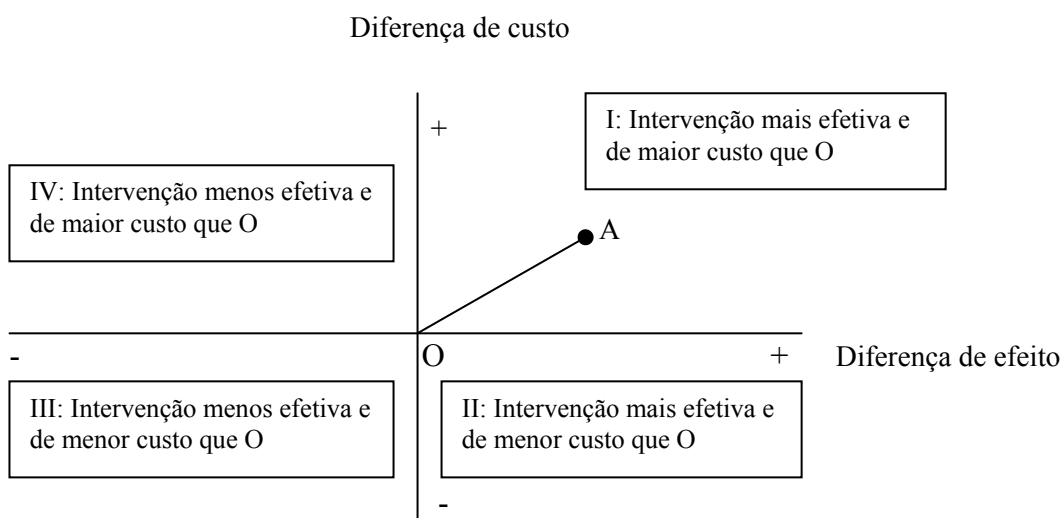 Diferença de custo
+
I: Intervenção mais efetiva e
de maior custo que O
IV: Intervenção menos efetiva e
de maior custo que O
A
-
O
+
Diferença de efeito
III: Intervenção menos efetiva e
de menor custo que O
II: Intervenção mais efetiva e
de menor custo que O
-